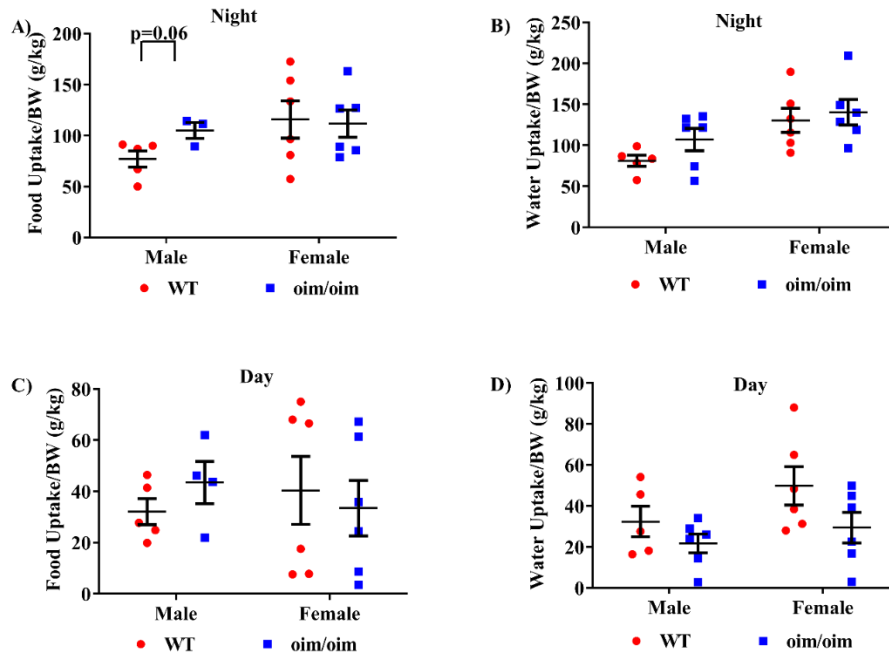 A)
Night
p=0.06
Food Uptake/BW (g/kg)
200
150
100
50
0
Male
Female
WT
oim/oim
B)
Night
Water Uptake/BW (g/kg)
250
200
150
100
50
0
Male
Female
WT
oim/oim
C)
Day
Food Uptake/BW (g/kg)
80
60
40
20
0
Male
Female
WT
oim/oim
D)
Day
Water Uptake/BW (g/kg)
100
80
60
40
20
0
Male
Female
WT
oim/oim